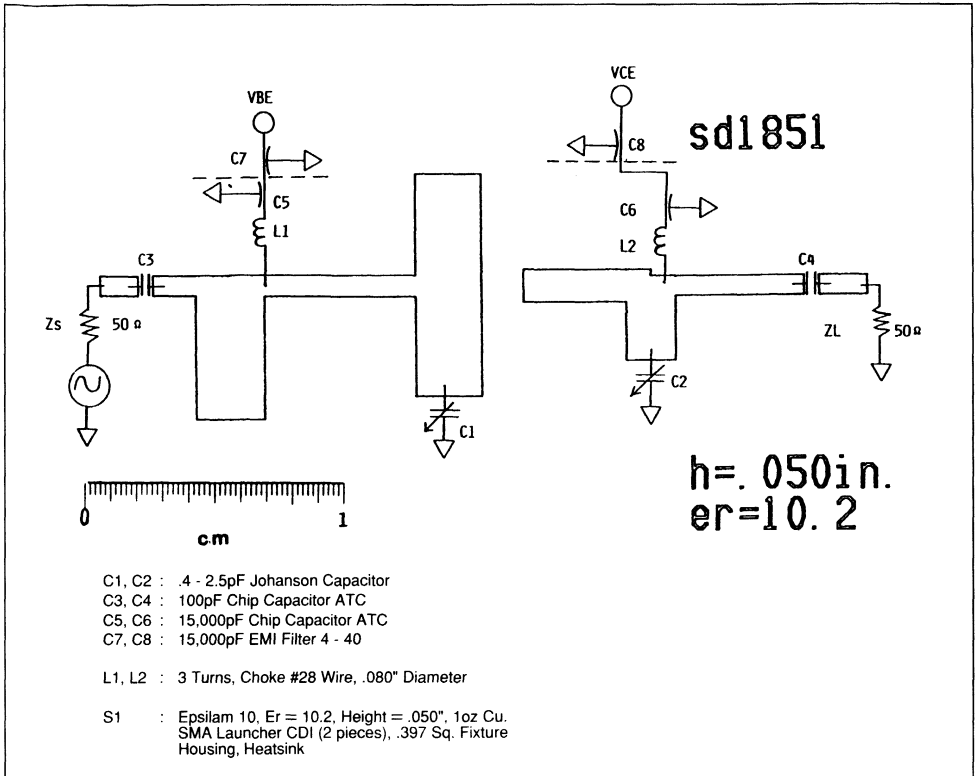 VCE
VBE
sd1851
C8
C7
C5
C6
L1
L2
C3
C4
Zs
50 Ω
ZL
50 Ω
C2
C1
h=. 050in.
er=10. 2
0
1
cm
C1, C2 : .4 - 2.5pF Johanson Capacitor
C3, C4 : 100pF Chip Capacitor ATC
C5, C6 : 15,000pF Chip Capacitor ATC
C7, C8 : 15,000pF EMI Filter 4 - 40
L1, L2 : 3 Turns, Choke #28 Wire, .080" Diameter
S1 : Epsilam 10, Er = 10.2, Height = .050", 1oz Cu.
SMA Launcher CDI (2 pieces), .397 Sq. Fixture
Housing, Heatsink